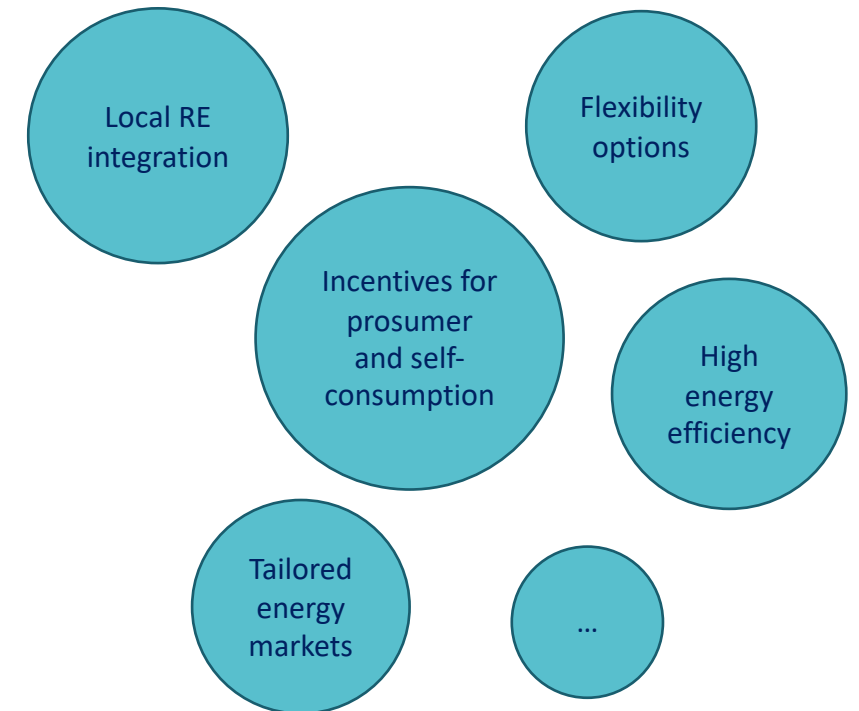 Local RE
integration
Flexibility
options
Incentives for
prosumer
and self-
consumption
High
energy
efficiency
Tailored
energy
markets
...